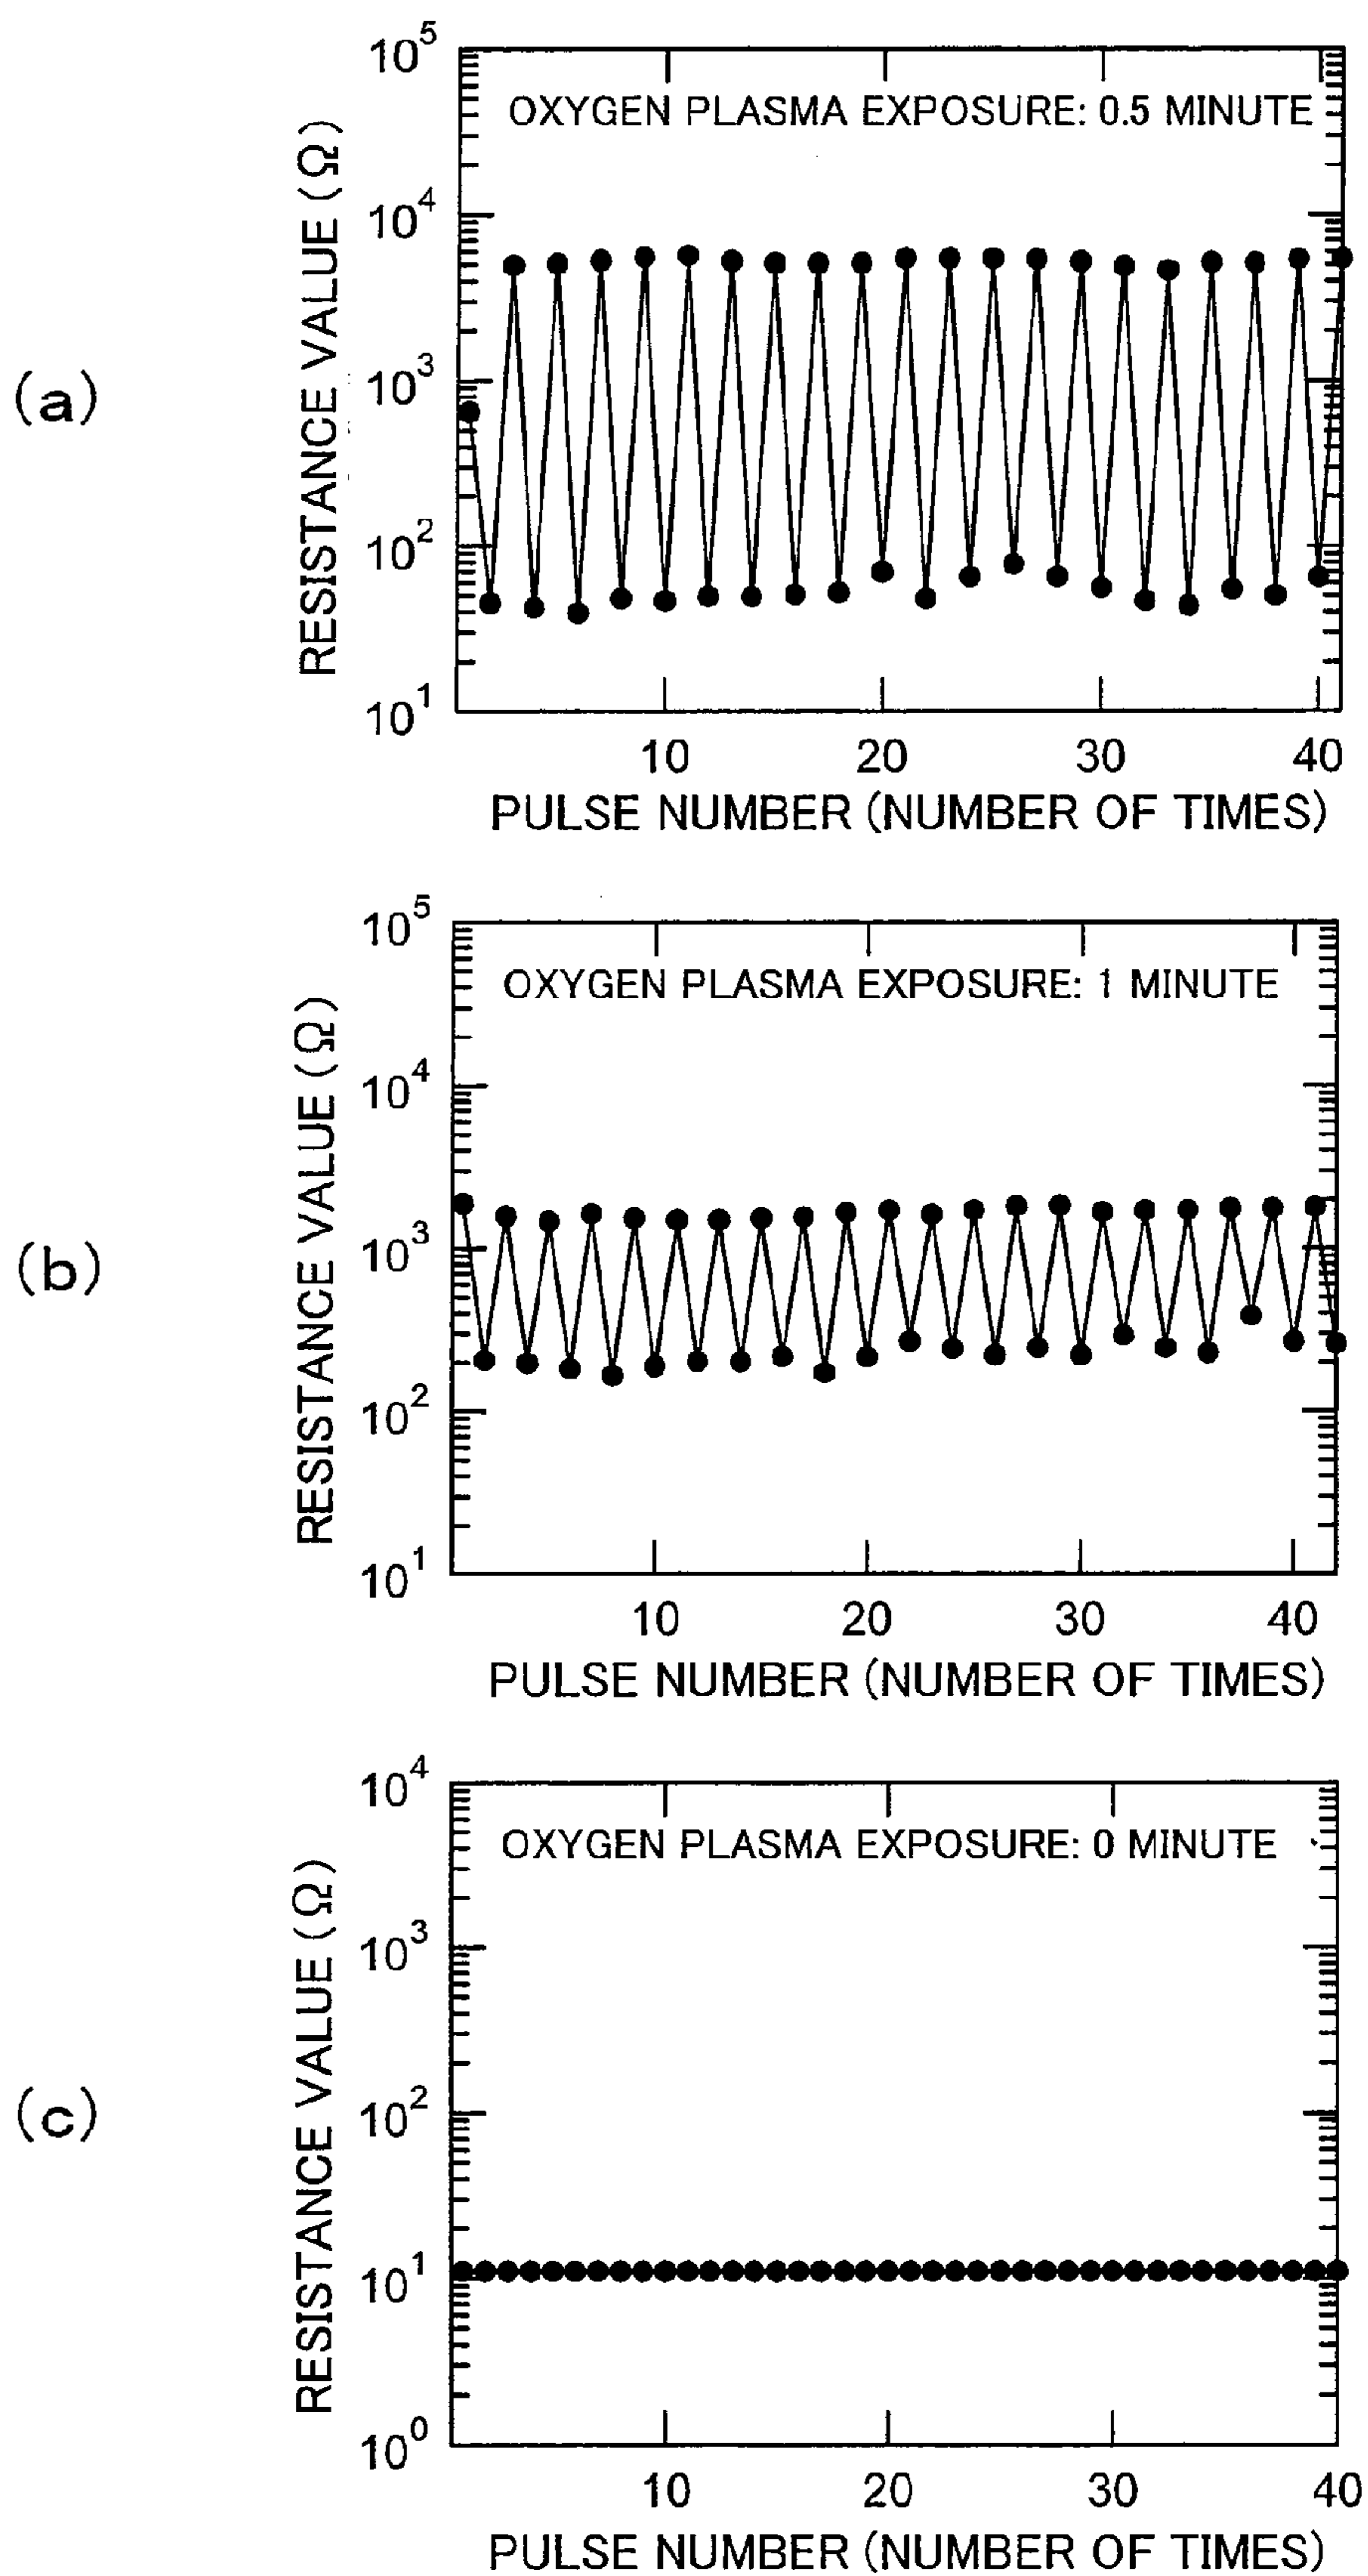 (a)
RESISTANCE VALUE (Ω)
10^5
10^4
10^3
10^2
10^1
OXYGEN PLASMA EXPOSURE: 0.5 MINUTE
10 20 30 40
PULSE NUMBER (NUMBER OF TIMES)
(b)
RESISTANCE VALUE (Ω)
10^5
10^4
10^3
10^2
10^1
OXYGEN PLASMA EXPOSURE: 1 MINUTE
10 20 30 40
PULSE NUMBER (NUMBER OF TIMES)
(c)
RESISTANCE VALUE (Ω)
10^4
10^3
10^2
10^1
10^0
OXYGEN PLASMA EXPOSURE: 0 MINUTE
10 20 30 40
PULSE NUMBER (NUMBER OF TIMES)